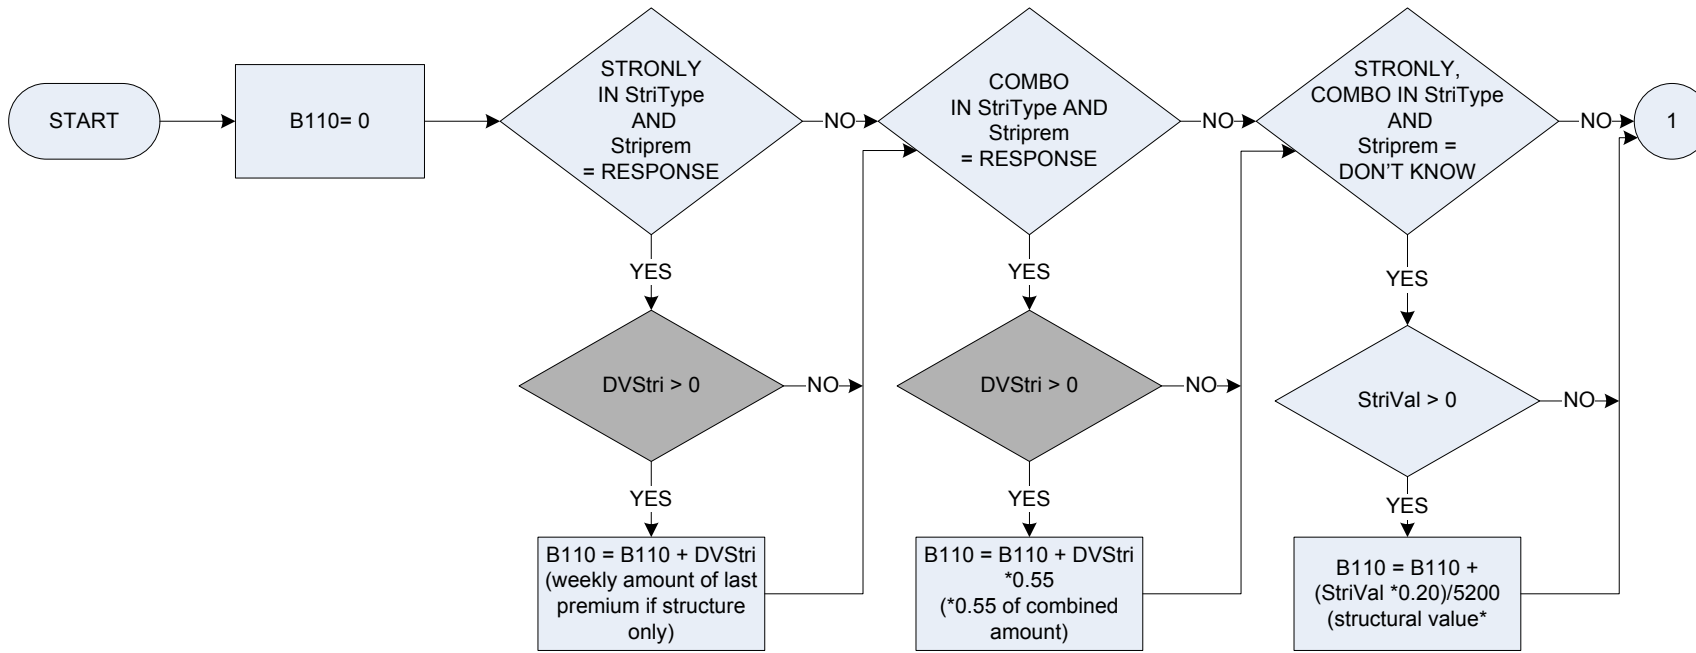 START
B110= 0
STRONLY
IN StriType
AND
Striprem
= RESPONSE
NO
COMBO
IN StriType AND
Striprem
= RESPONSE
NO
STRONLY,
COMBO IN StriType
AND
Striprem =
DON'T KNOW
NO
1
YES
YES
YES
DVStri > 0
NO
DVStri > 0
NO
StriVal > 0
NO
YES
YES
YES
B110 = B110 + DVStri
(weekly amount of last
premium if structure
only)
B110 = B110 + DVStri
*0.55
(*0.55 of combined
amount)
B110 = B110 +
(StriVal *0.20)/5200
(structural value*